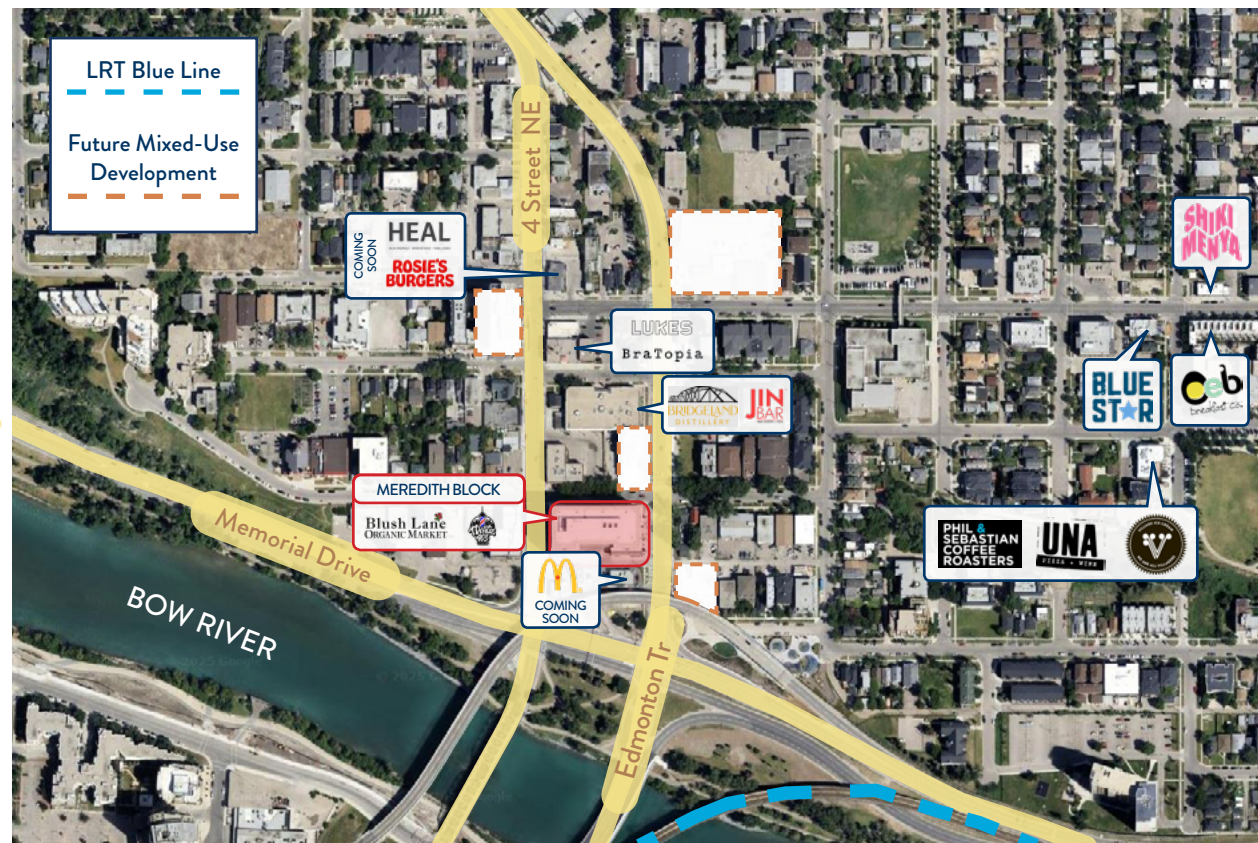 LRT Blue Line
Future Mixed-Use
Development
4 Street NE
COMING
SOON
HEAL
ROSIE'S
BURGERS
SHIKI
MENYA
LUKES
BraTopia
BRIDGELAND
DISTILLERY
JIN
BAR
BLUE
STAR
oeb
breakfast co.
MEREDITH BLOCK
Blush Lane
ORGANIC MARKET
PHIL &
SEBASTIAN
COFFEE
ROASTERS
UNA
PIZZA + WINE
V
M
COMING
SOON
Memorial Drive
BOW RIVER
Edmonton Tr